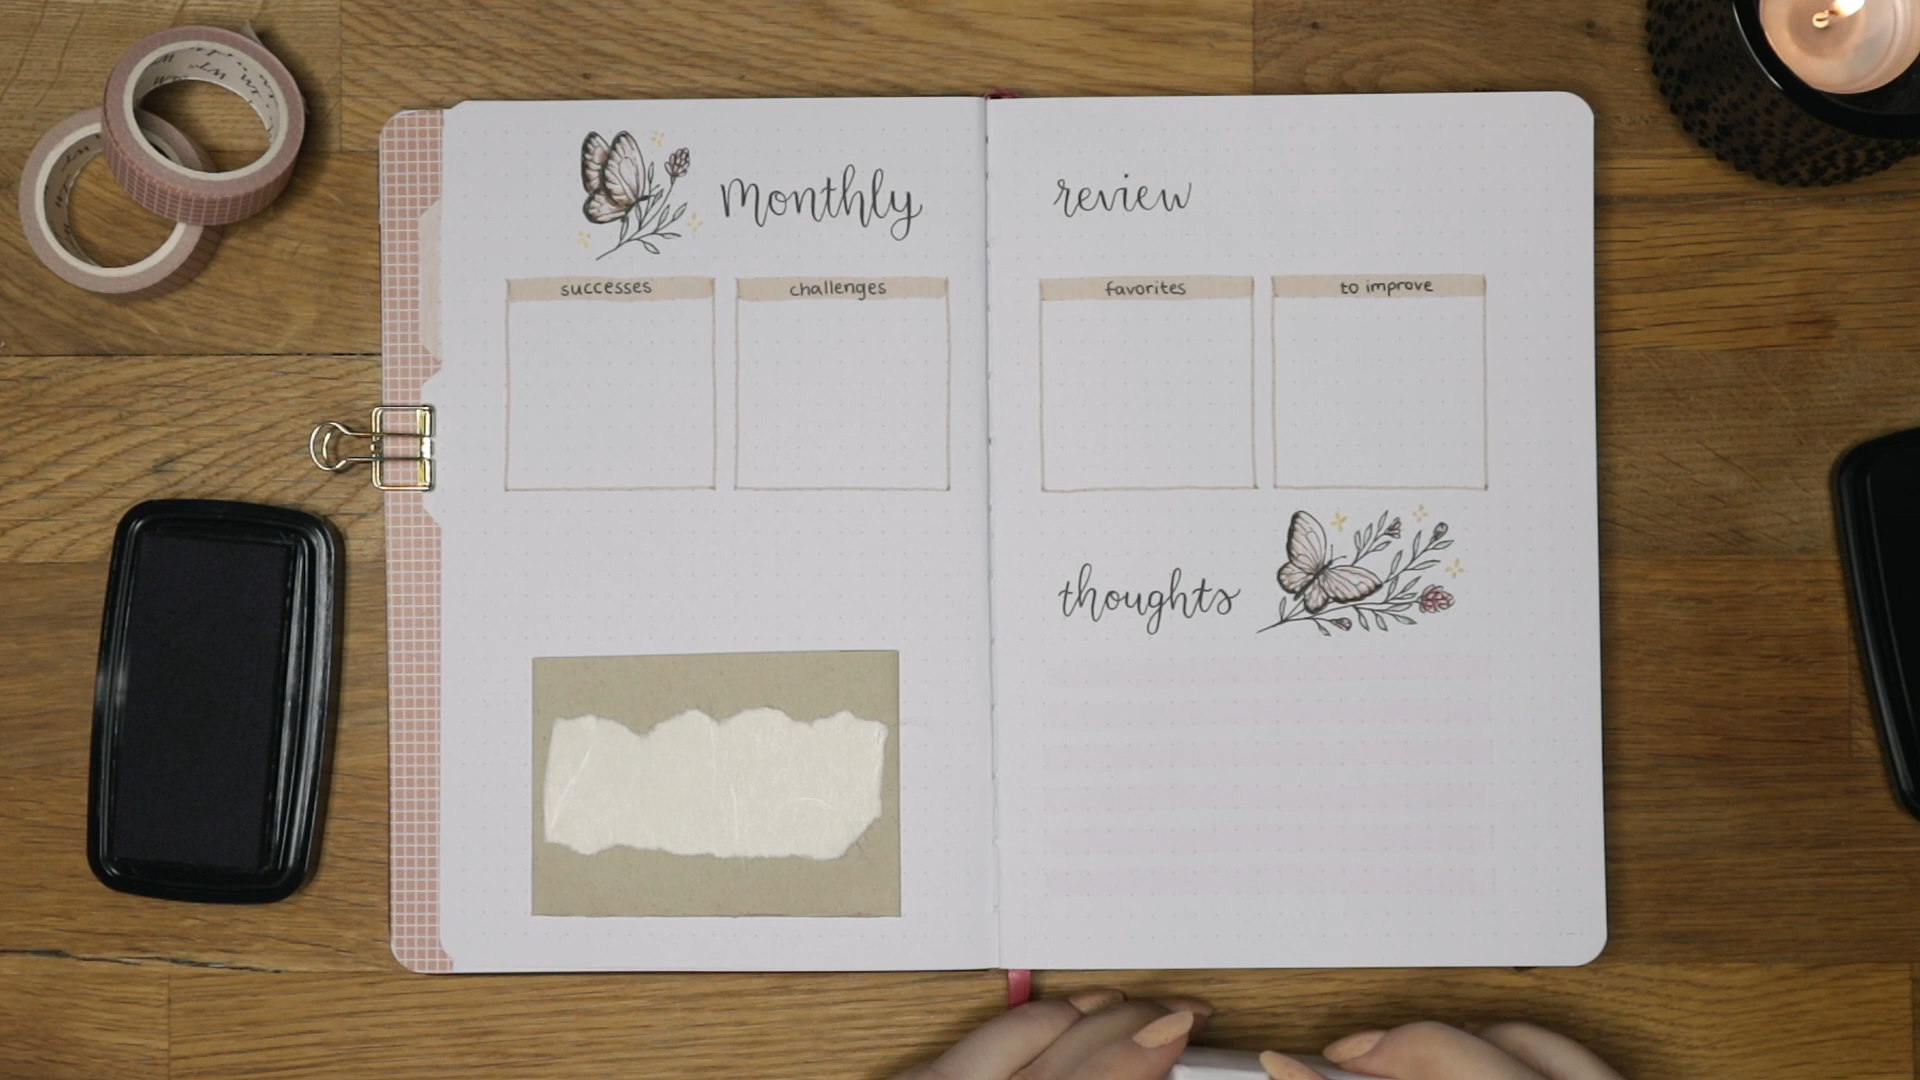 monthly review
successes
challenges
favorites
to improve
thoughts